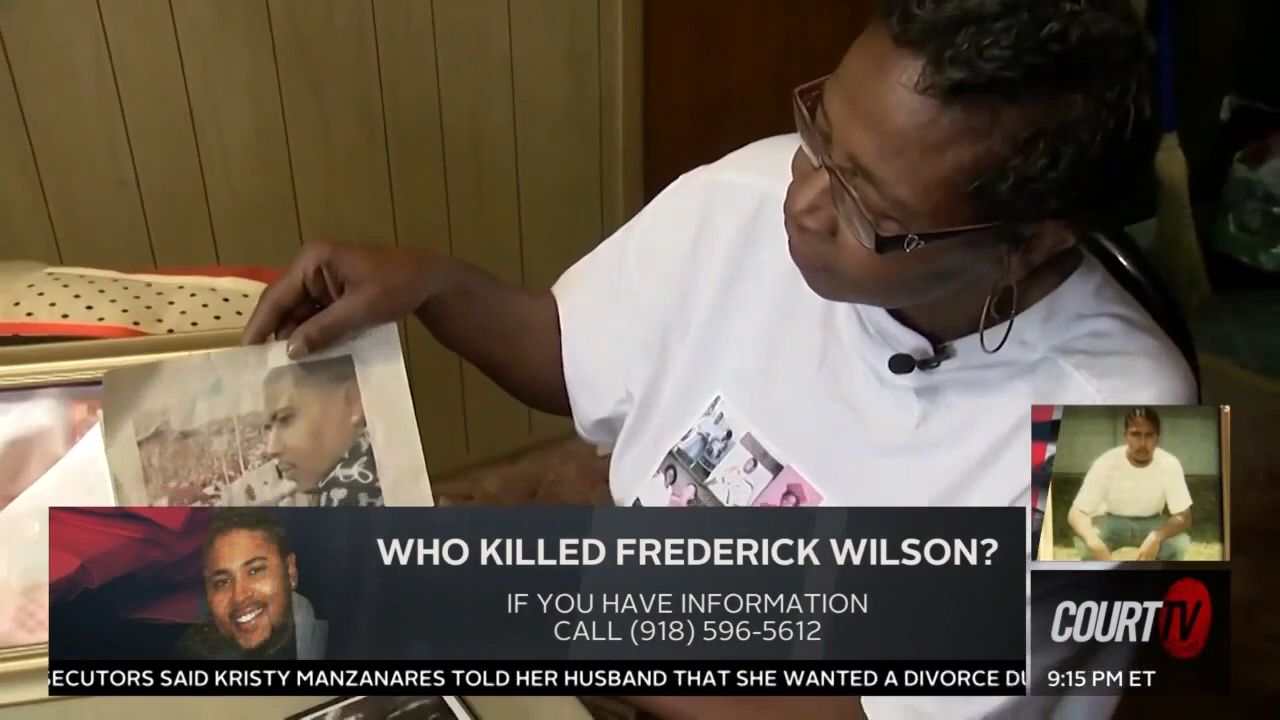 WHO KILLED FREDERICK WILSON?
IF YOU HAVE INFORMATION
CALL (918) 596-5612
COURT TV
SECUTORS SAID KRISTY MANZANARES TOLD HER HUSBAND THAT SHE WANTED A DIVORCE DU
9:15 PM ET